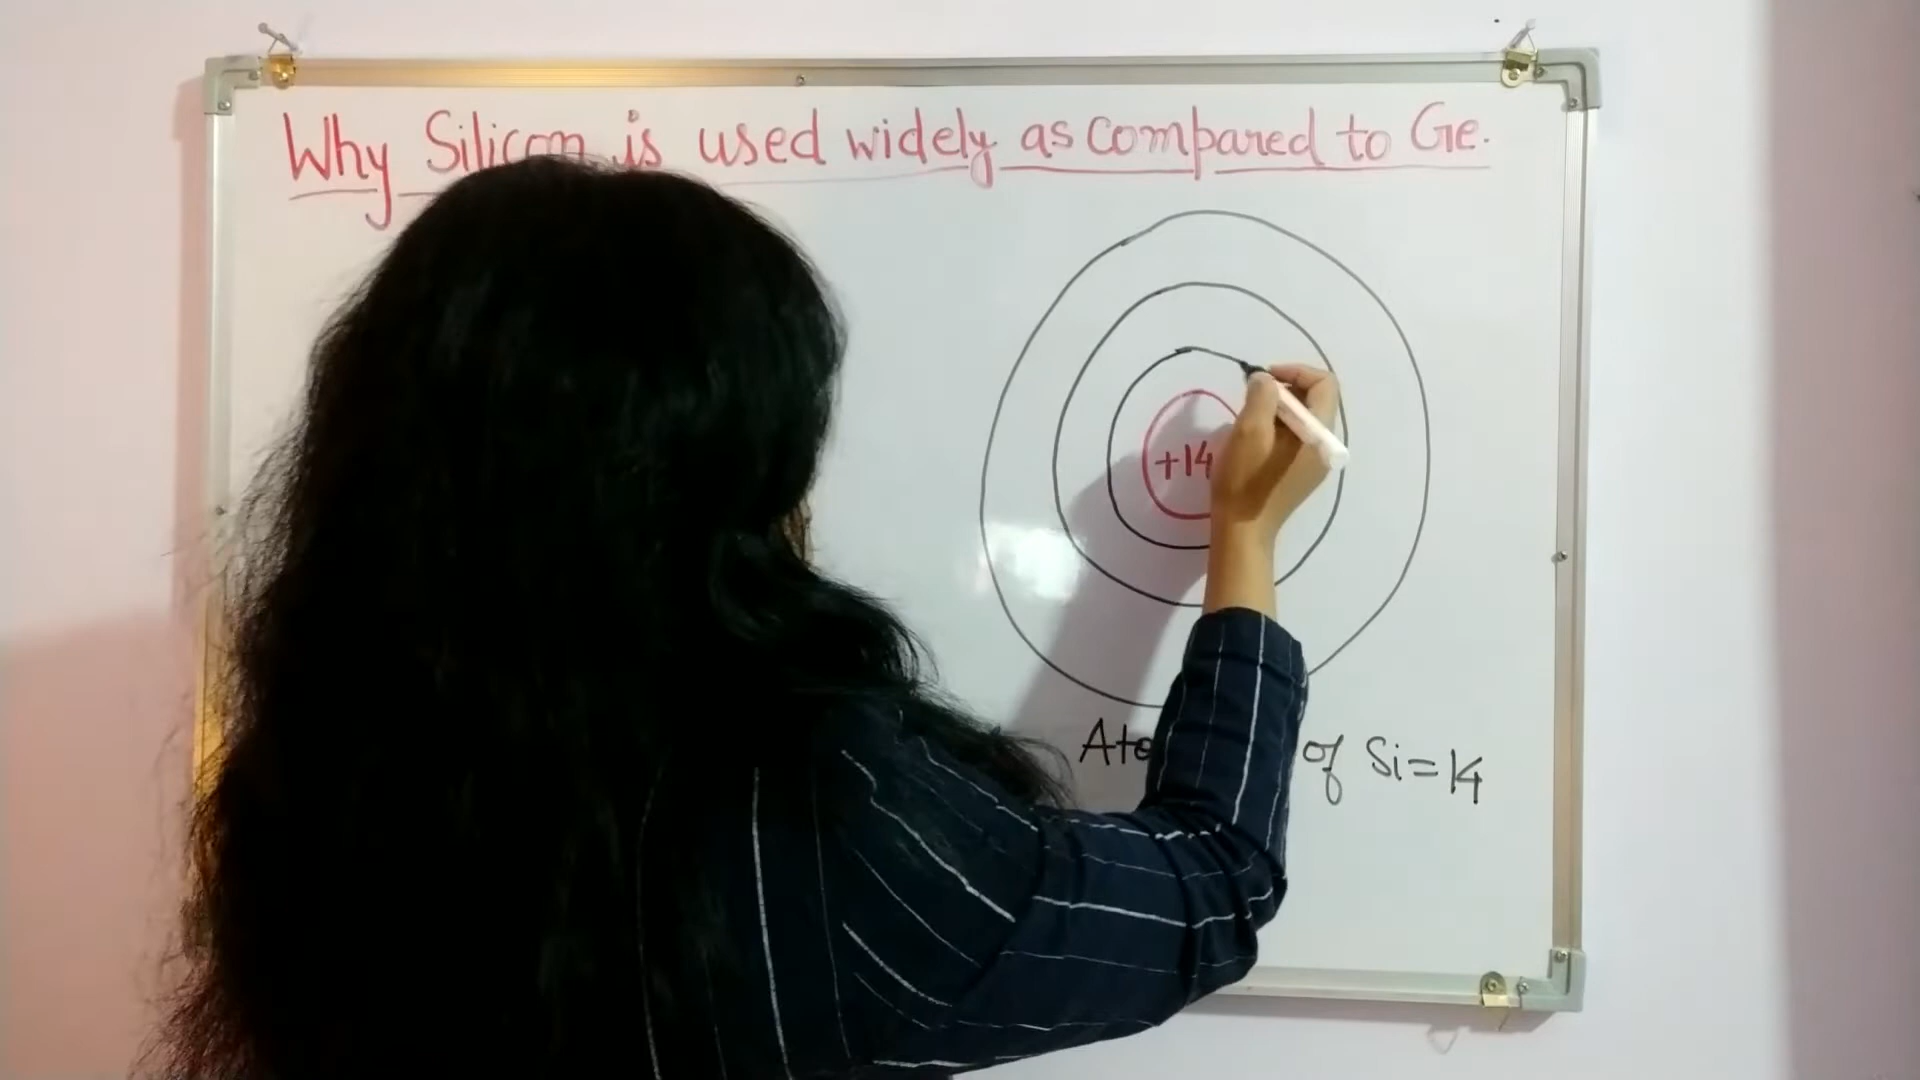 Why Silicon is used widely as compared to Ge.
+14
of Si=14